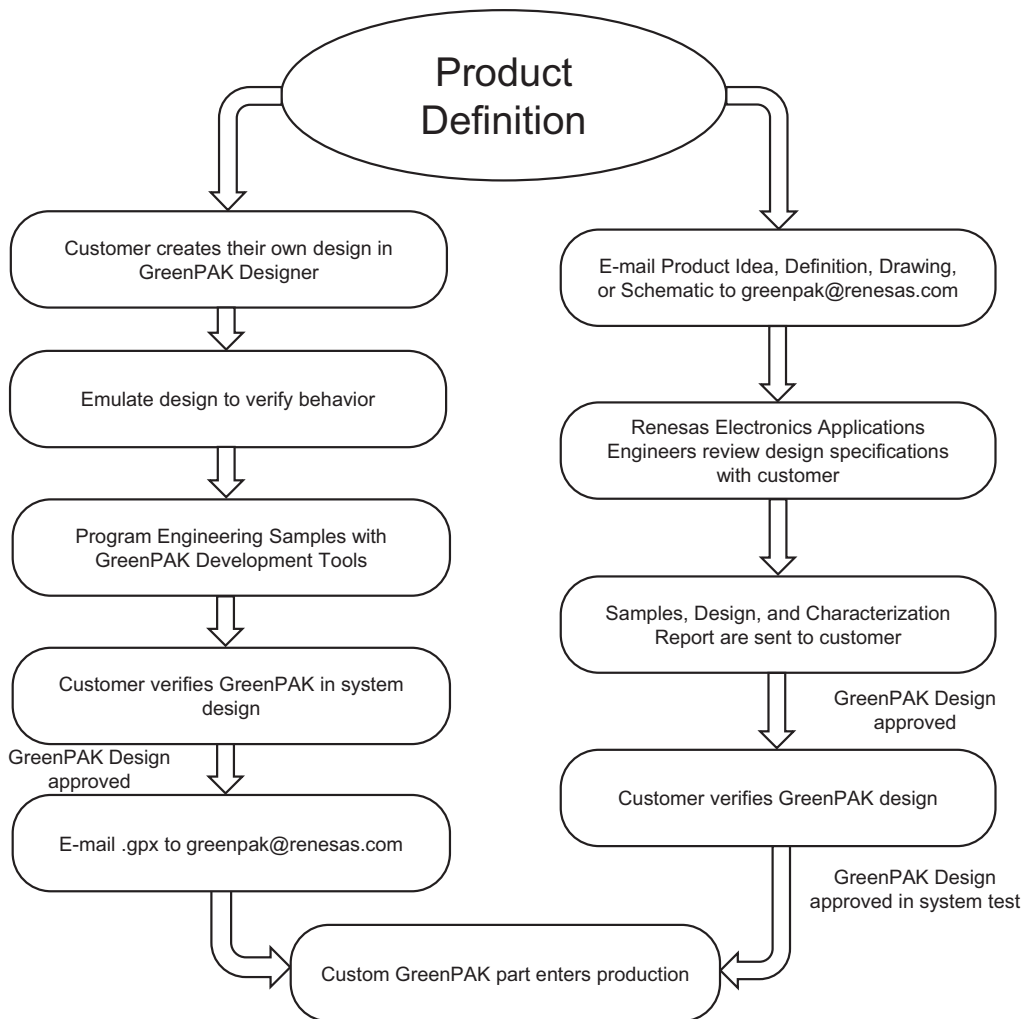 Product
Definition
Customer creates their own design in
GreenPAK Designer
Emulate design to verify behavior
Program Engineering Samples with
GreenPAK Development Tools
Customer verifies GreenPAK in system
design
GreenPAK Design
approved
E-mail .gpx to greenpak@renesas.com
E-mail Product Idea, Definition, Drawing,
or Schematic to greenpak@renesas.com
Renesas Electronics Applications
Engineers review design specifications
with customer
Samples, Design, and Characterization
Report are sent to customer
GreenPAK Design
approved
Customer verifies GreenPAK design
GreenPAK Design
approved in system test
Custom GreenPAK part enters production